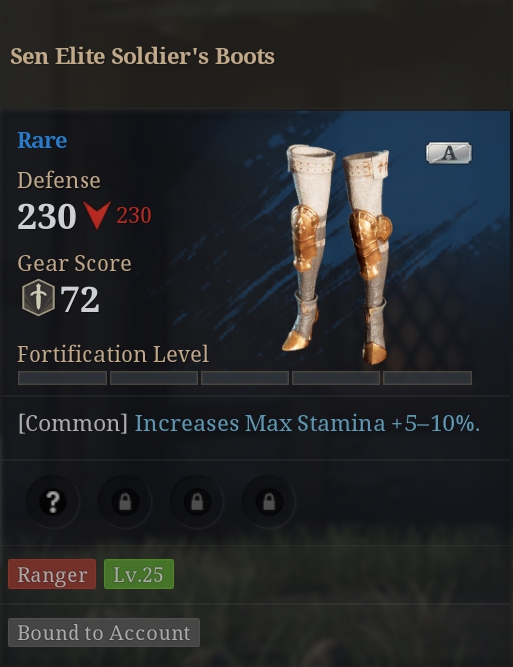 Sen Elite Soldier's Boots
Rare
A
Defense
230 230
Gear Score
72
Fortification Level
[Common] Increases Max Stamina +5–10%.
?
Ranger Lv.25
Bound to Account